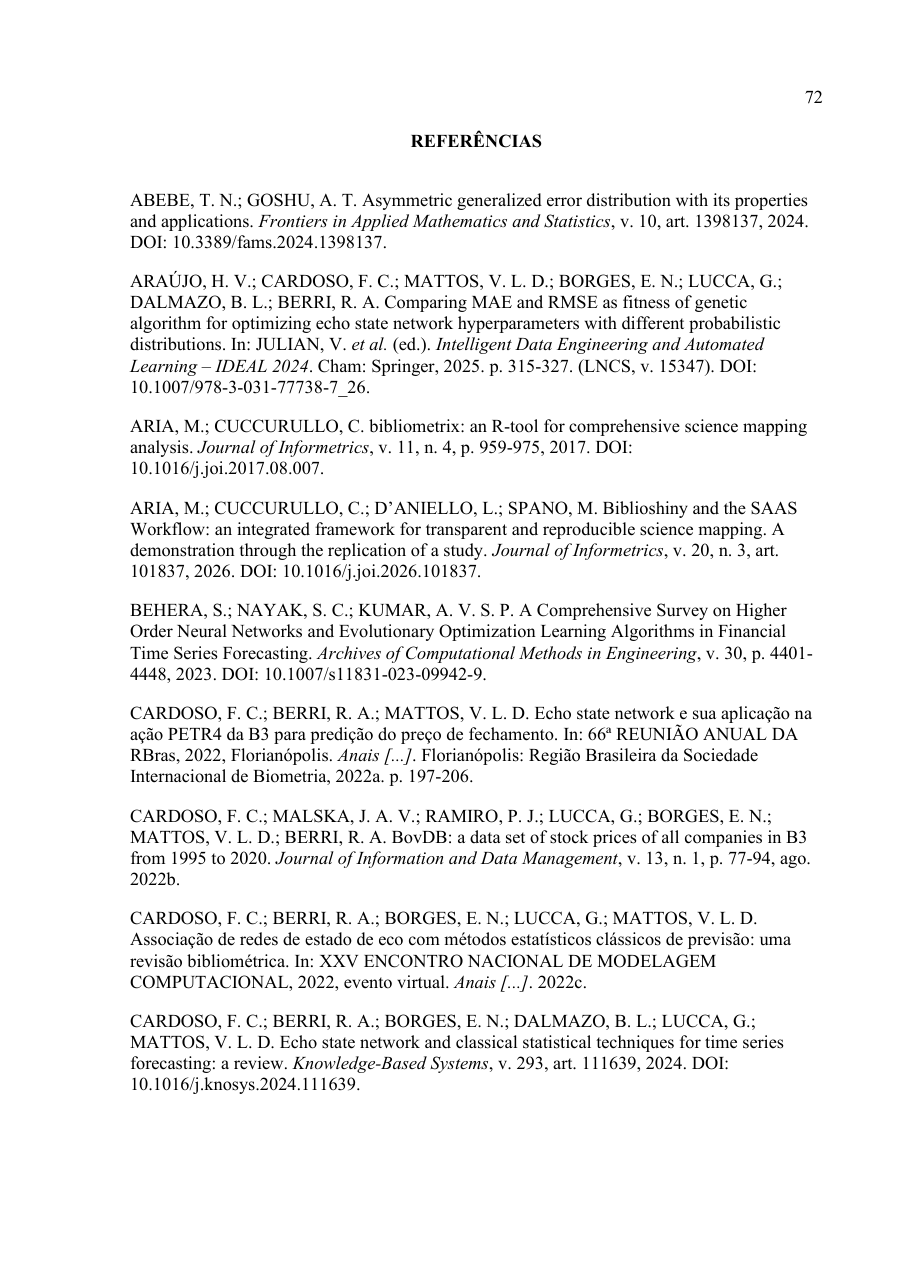 72
REFERÊNCIAS
ABEBE, T. N.; GOSHU, A. T. Asymmetric generalized error distribution with its properties
and applications. Frontiers in Applied Mathematics and Statistics, v. 10, art. 1398137, 2024.
DOI: 10.3389/fams.2024.1398137.
ARAÚJO, H. V.; CARDOSO, F. C.; MATTOS, V. L. D.; BORGES, E. N.; LUCCA, G.;
DALMAZO, B. L.; BERRI, R. A. Comparing MAE and RMSE as fitness of genetic
algorithm for optimizing echo state network hyperparameters with different probabilistic
distributions. In: JULIAN, V. et al. (ed.). Intelligent Data Engineering and Automated
Learning – IDEAL 2024. Cham: Springer, 2025. p. 315-327. (LNCS, v. 15347). DOI:
10.1007/978-3-031-77738-7_26.
ARIA, M.; CUCCURULLO, C. bibliometrix: an R-tool for comprehensive science mapping
analysis. Journal of Informetrics, v. 11, n. 4, p. 959-975, 2017. DOI:
10.1016/j.joi.2017.08.007.
ARIA, M.; CUCCURULLO, C.; D’ANIELLO, L.; SPANO, M. Biblioshiny and the SAAS
Workflow: an integrated framework for transparent and reproducible science mapping. A
demonstration through the replication of a study. Journal of Informetrics, v. 20, n. 3, art.
101837, 2026. DOI: 10.1016/j.joi.2026.101837.
BEHERA, S.; NAYAK, S. C.; KUMAR, A. V. S. P. A Comprehensive Survey on Higher
Order Neural Networks and Evolutionary Optimization Learning Algorithms in Financial
Time Series Forecasting. Archives of Computational Methods in Engineering, v. 30, p. 4401-
4448, 2023. DOI: 10.1007/s11831-023-09942-9.
CARDOSO, F. C.; BERRI, R. A.; MATTOS, V. L. D. Echo state network e sua aplicação na
ação PETR4 da B3 para predição do preço de fechamento. In: 66ª REUNIÃO ANUAL DA
RBras, 2022, Florianópolis. Anais [...]. Florianópolis: Região Brasileira da Sociedade
Internacional de Biometria, 2022a. p. 197-206.
CARDOSO, F. C.; MALSKA, J. A. V.; RAMIRO, P. J.; LUCCA, G.; BORGES, E. N.;
MATTOS, V. L. D.; BERRI, R. A. BovDB: a data set of stock prices of all companies in B3
from 1995 to 2020. Journal of Information and Data Management, v. 13, n. 1, p. 77-94, ago.
2022b.
CARDOSO, F. C.; BERRI, R. A.; BORGES, E. N.; LUCCA, G.; MATTOS, V. L. D.
Associação de redes de estado de eco com métodos estatísticos clássicos de previsão: uma
revisão bibliométrica. In: XXV ENCONTRO NACIONAL DE MODELAGEM
COMPUTACIONAL, 2022, evento virtual. Anais [...]. 2022c.
CARDOSO, F. C.; BERRI, R. A.; BORGES, E. N.; DALMAZO, B. L.; LUCCA, G.;
MATTOS, V. L. D. Echo state network and classical statistical techniques for time series
forecasting: a review. Knowledge-Based Systems, v. 293, art. 111639, 2024. DOI:
10.1016/j.knosys.2024.111639.